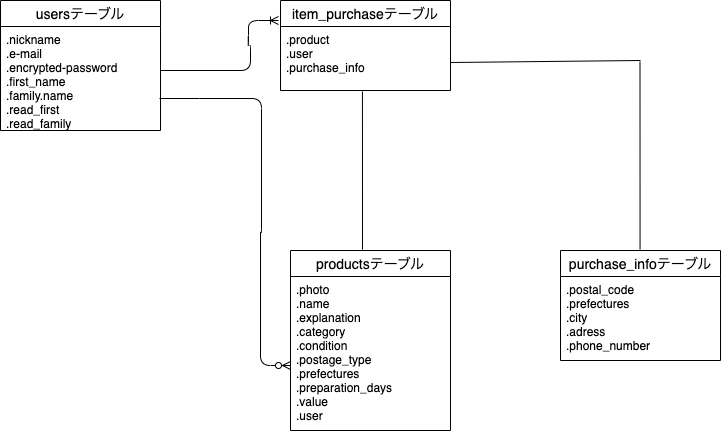 usersテーブル
.nickname
.e-mail
.encrypted-password
.first_name
.family.name
.read_first
.read_family
item_purchaseテーブル
.product
.user
.purchase_info
productsテーブル
.photo
.name
.explanation
.category
.condition
.postage_type
.prefectures
.preparation_days
.value
.user
purchase_infoテーブル
.postal_code
.prefectures
.city
.adress
.phone_number